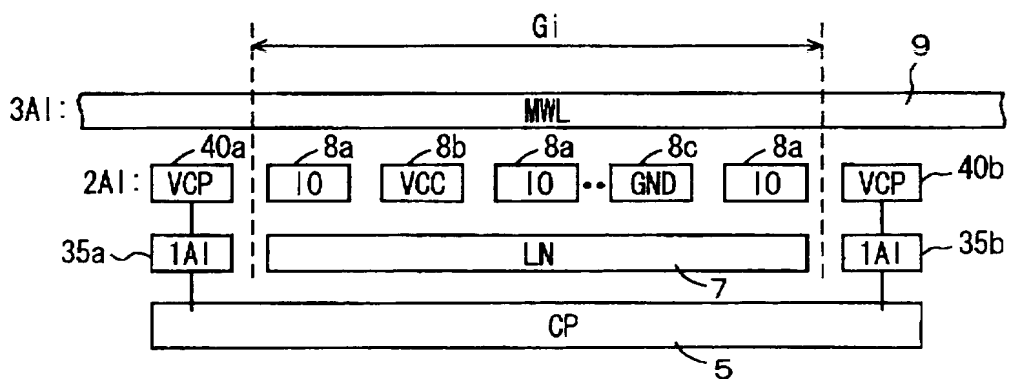 Gi
9
3Al: MWL
40a 8a 8b 8a 8c 8a
2Al: VCP IO VCC IO •• GND IO VCP 40b
35a 1Al LN 1Al 35b
7
CP
5